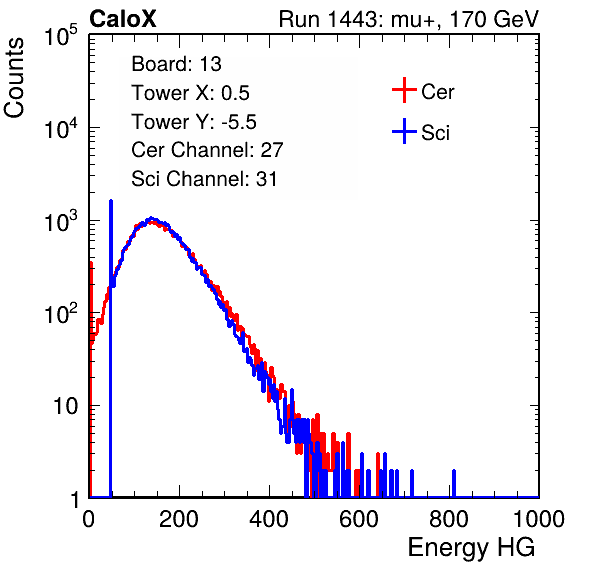 CaloX Run 1443: mu+, 170 GeV
Counts
Board: 13
Tower X: 0.5
Tower Y: -5.5
Cer Channel: 27
Sci Channel: 31
Cer
Sci
10^5
10^4
10^3
10^2
10
1
0 200 400 600 800 1000
Energy HG